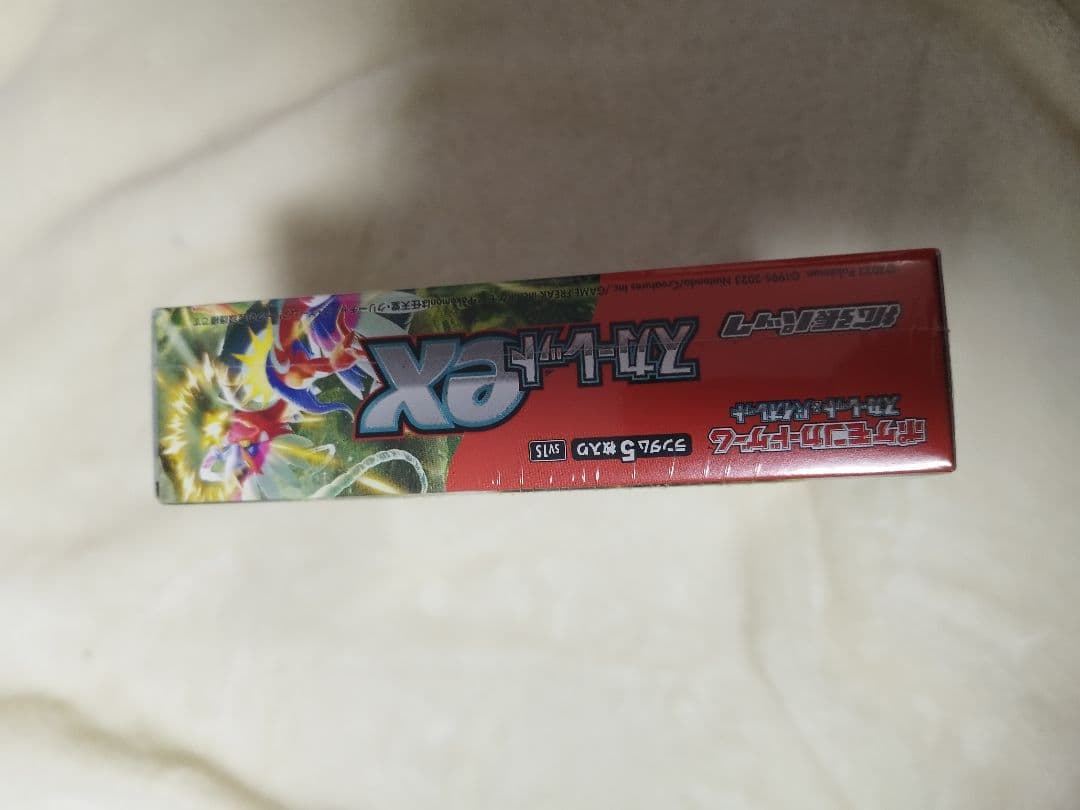 ポケモンカードゲーム
スカーレット&バイオレット
拡張パック
スカーレット
ex
ランダム5枚入り
SV1S
©2023 Pokémon. ©1995-2023 Nintendo/Creatures Inc./GAME FREAK inc.